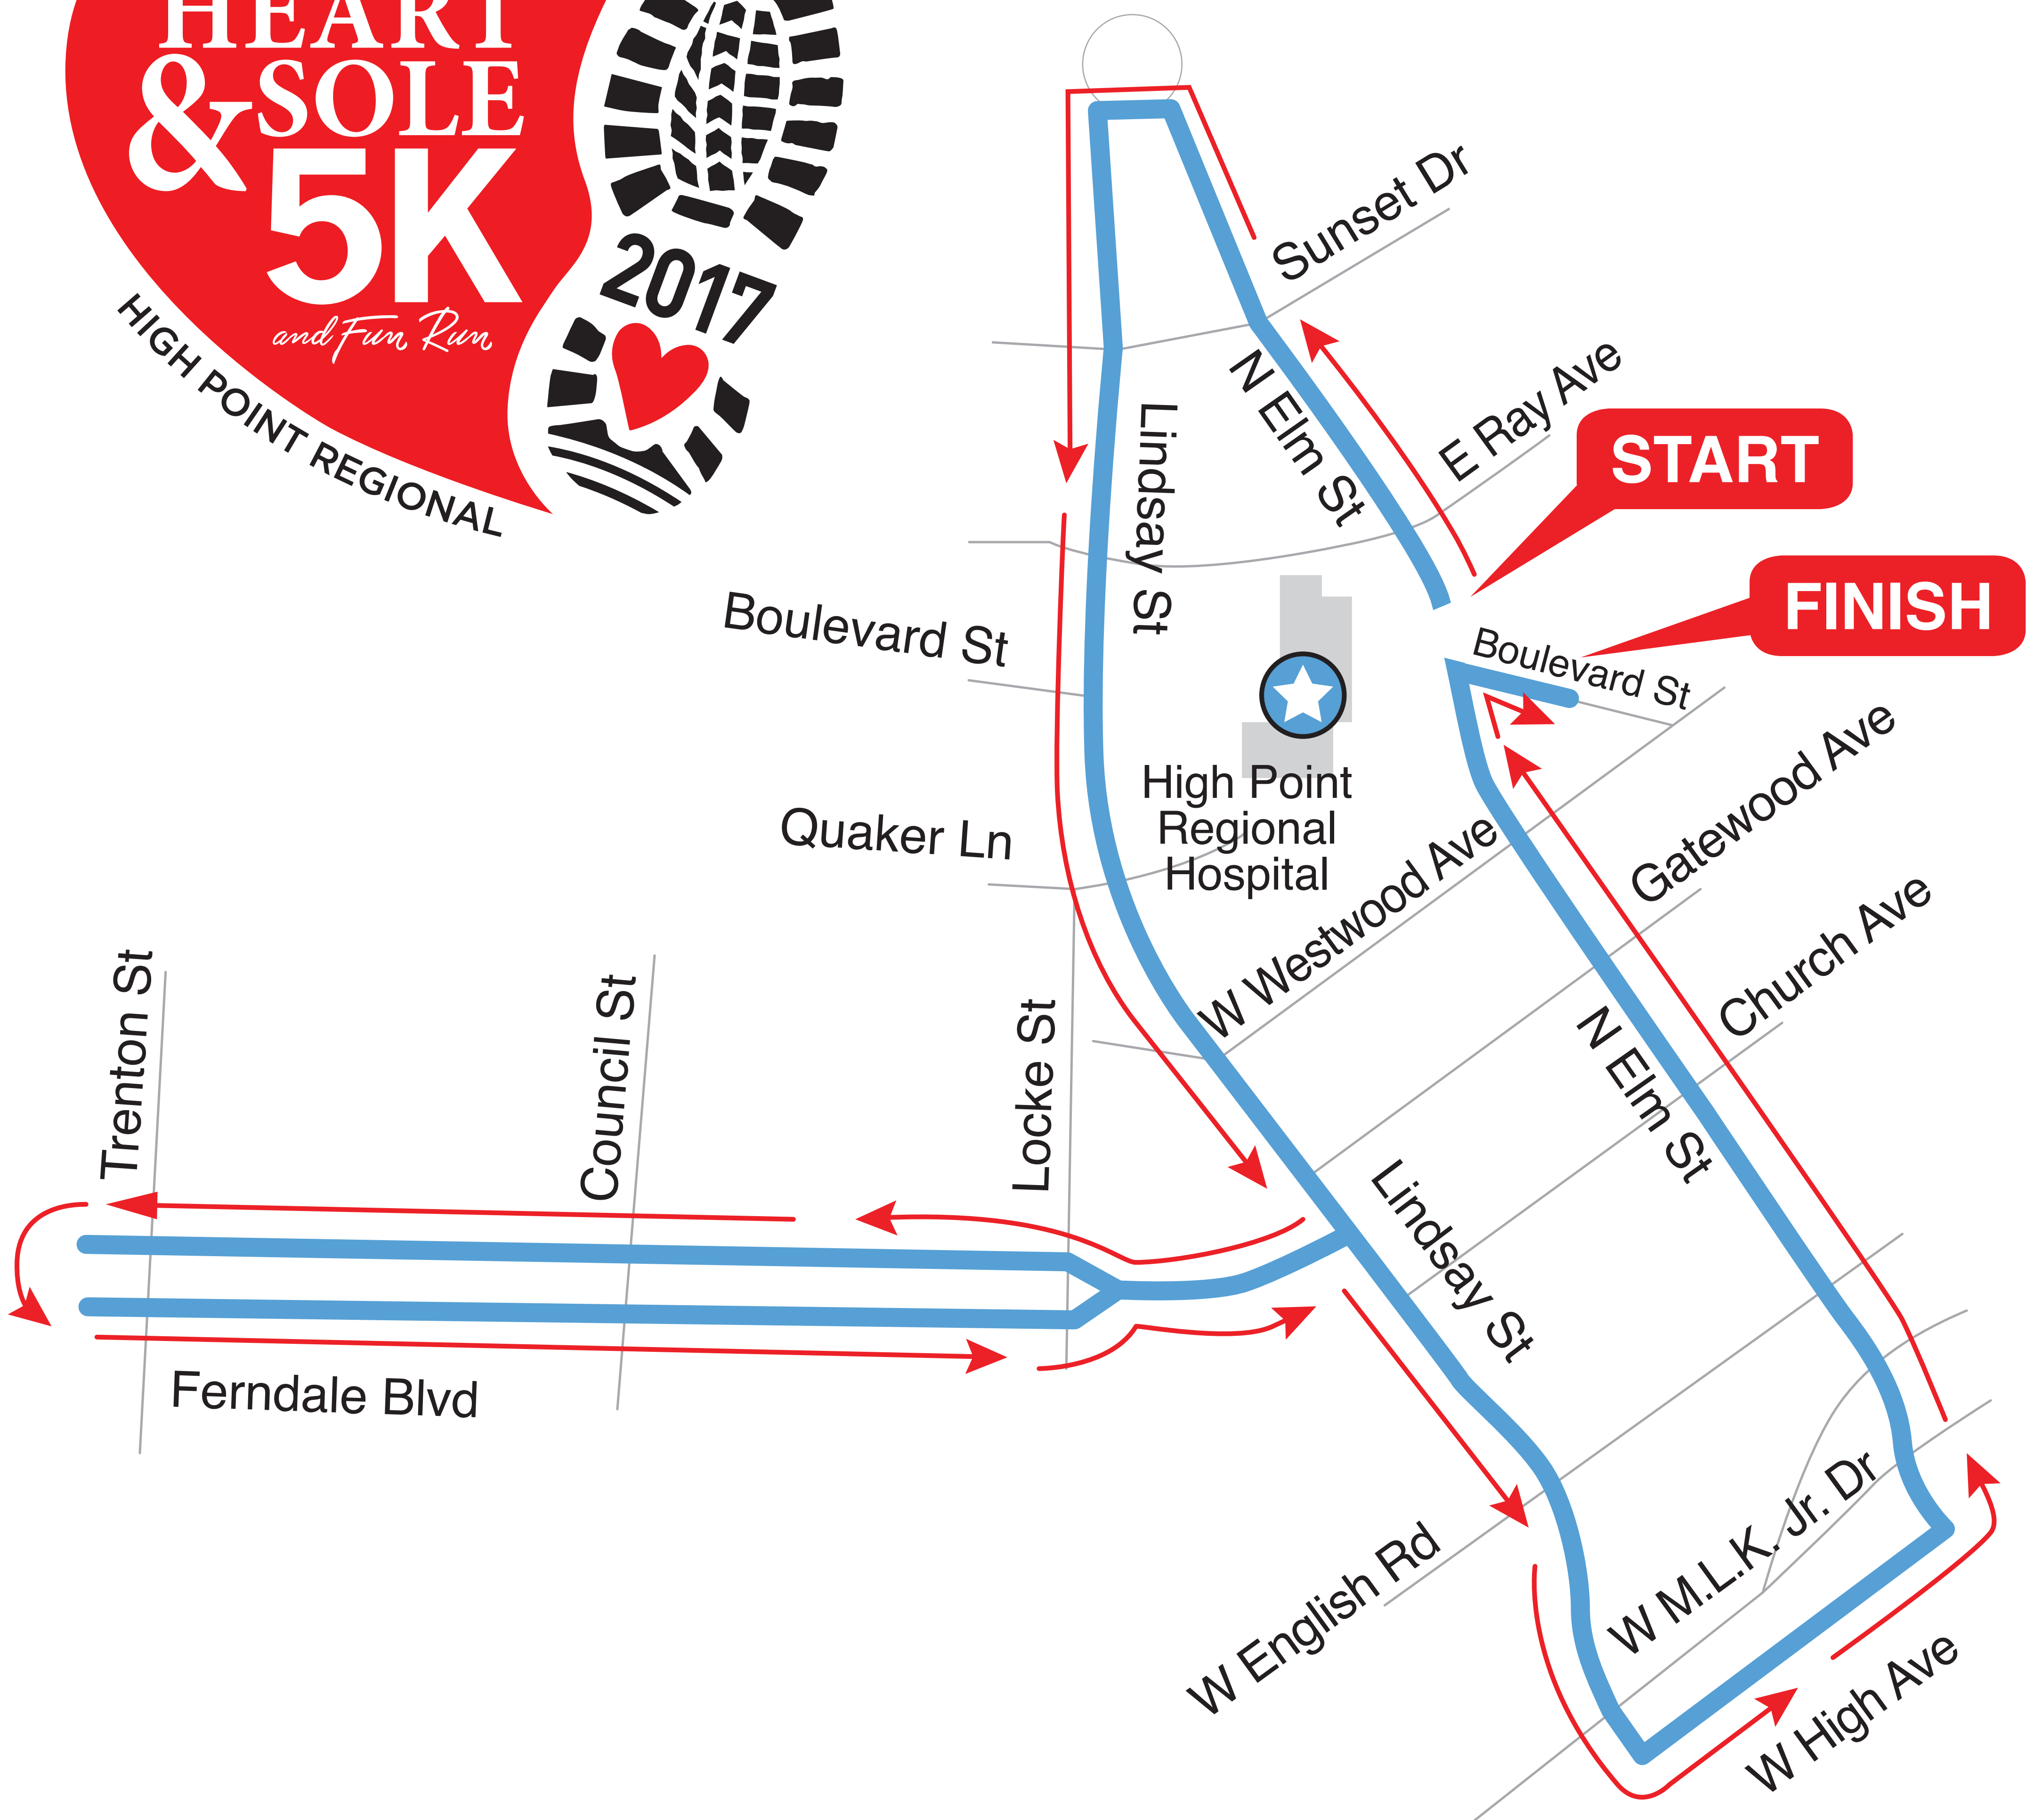 HEART
& SOLE
5K
and Fun Run
HIGH POINT REGIONAL
2017
Sunset Dr
N Elm St
E Ray Ave
START
Lindsay St
FINISH
Boulevard St
Boulevard St
High Point
Regional
Hospital
Quaker Ln
W Westwood Ave
Gatewood Ave
Church Ave
N Elm St
Trenton St
Council St
Locke St
Lindsay St
Ferndale Blvd
W English Rd
W M.L.K. Jr. Dr
W High Ave